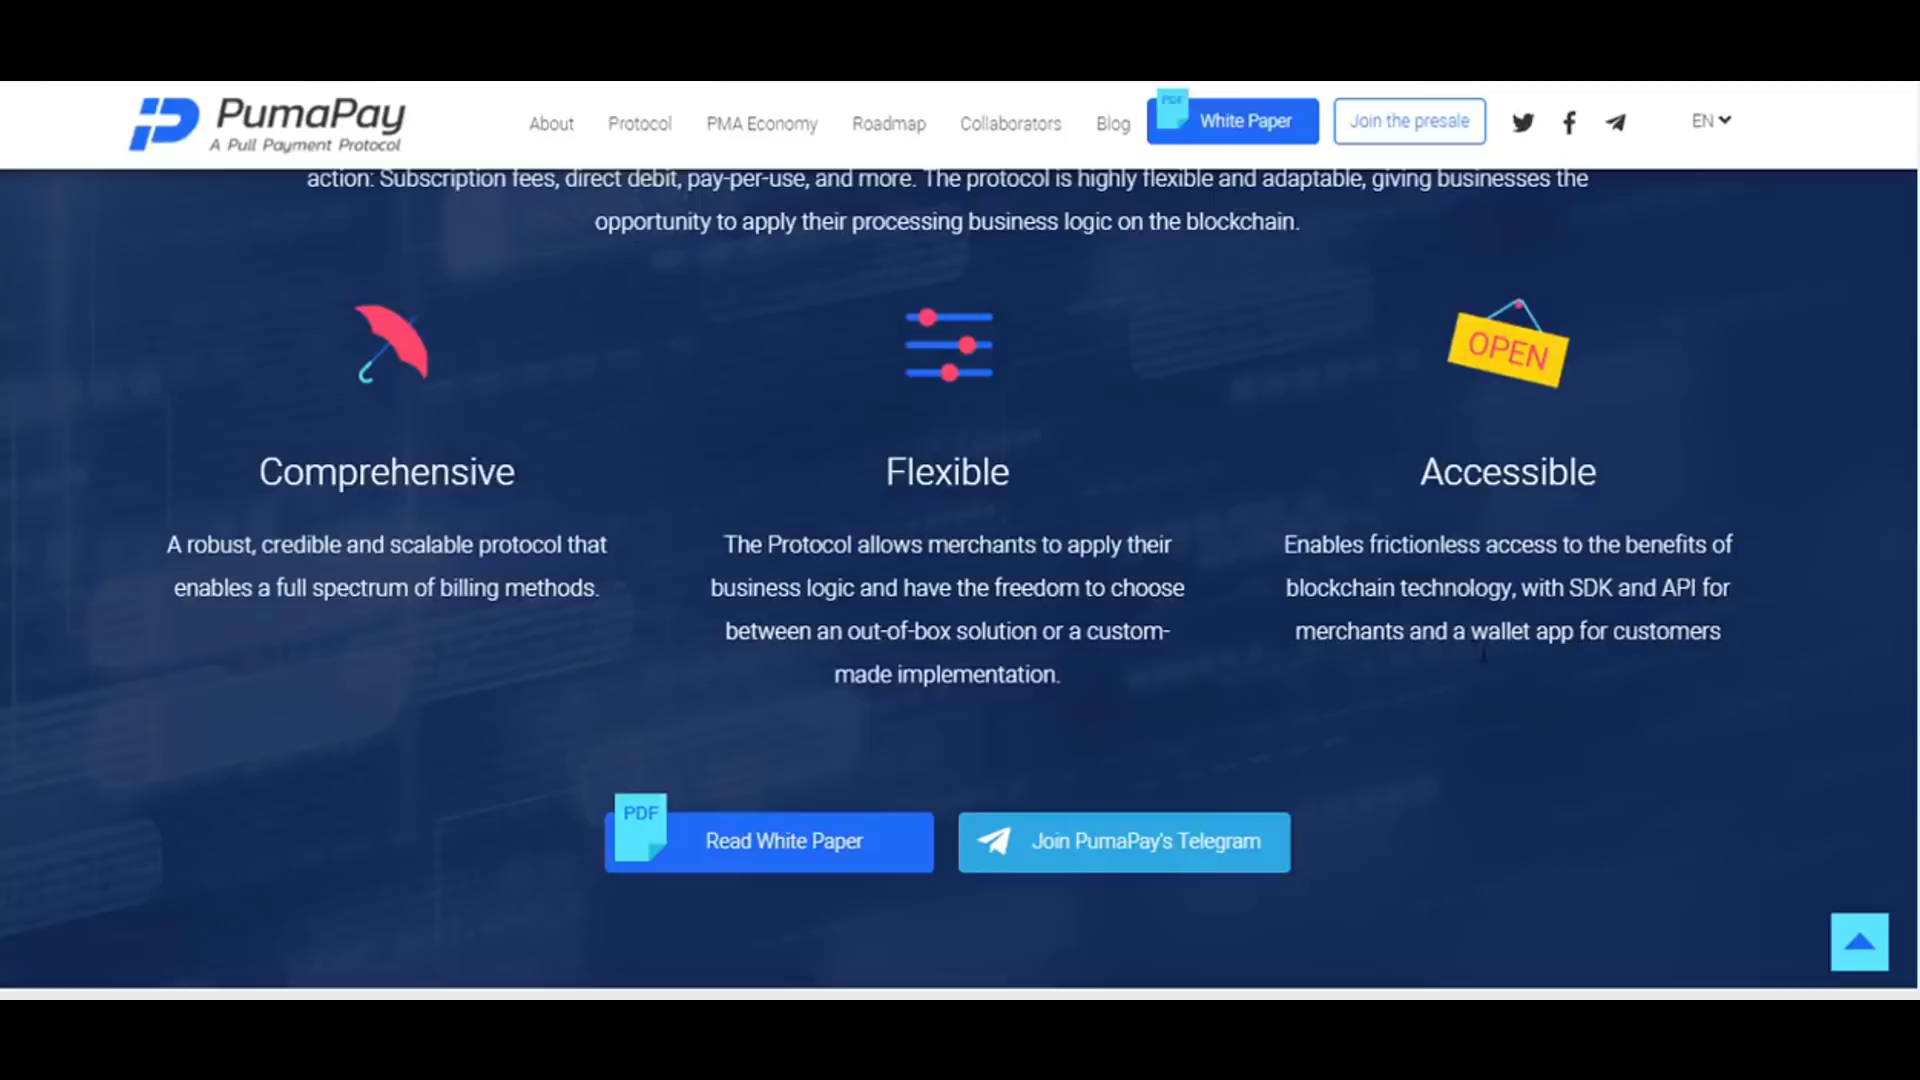 PumaPay
A Pull Payment Protocol
About Protocol PMA Economy Roadmap Collaborators Blog PDF White Paper Join the presale EN
action: Subscription fees, direct debit, pay-per-use, and more. The protocol is highly flexible and adaptable, giving businesses the
opportunity to apply their processing business logic on the blockchain.
OPEN
Comprehensive
A robust, credible and scalable protocol that
enables a full spectrum of billing methods.
Flexible
The Protocol allows merchants to apply their
business logic and have the freedom to choose
between an out-of-box solution or a custom-
made implementation.
Accessible
Enables frictionless access to the benefits of
blockchain technology, with SDK and API for
merchants and a wallet app for customers
PDF
Read White Paper
Join PumaPay's Telegram